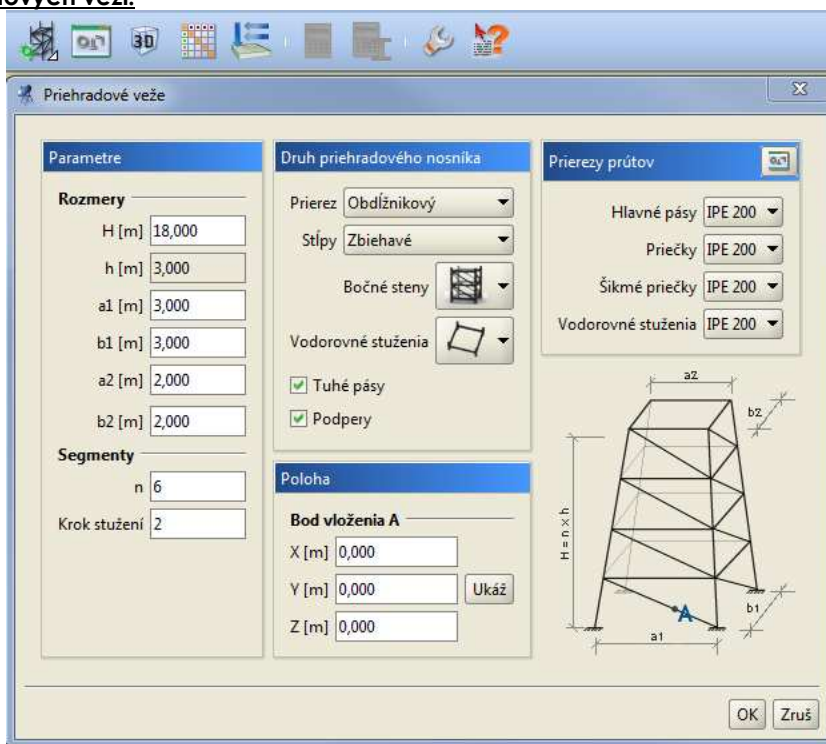 nových veží.
3D
Priehradové veže
Parametre
Rozmery
H [m] 18,000
h [m] 3,000
a1 [m] 3,000
b1 [m] 3,000
a2 [m] 2,000
b2 [m] 2,000
Segmenty
n 6
Krok stužení 2
Druh priehradového nosníka
Prierez Obdĺžnikový
Stĺpy Zbiehavé
Bočné steny
Vodorovné stuženia
Tuhé pásy
Podpery
Poloha
Bod vloženia A
X [m] 0,000
Y [m] 0,000 Ukáž
Z [m] 0,000
Prierezy prútov
Hlavné pásy IPE 200
Priečky IPE 200
Šikmé priečky IPE 200
Vodorovné stuženia IPE 200
a2
b2
H = n x h
A
b1
a1
OK Zruš